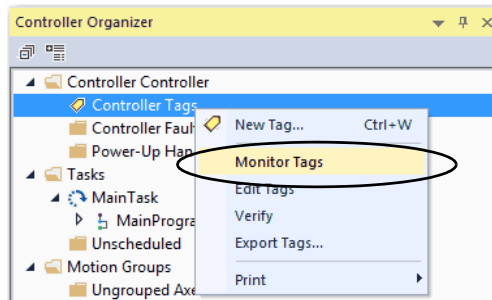 Controller Organizer
Controller Controller
Controller Tags
Controller Faul
Power-Up Han
Tasks
MainTask
MainProgra
Unscheduled
Motion Groups
Ungrouped Axe
New Tag... Ctrl+W
Monitor Tags
Edit Tags
Verify
Export Tags...
Print